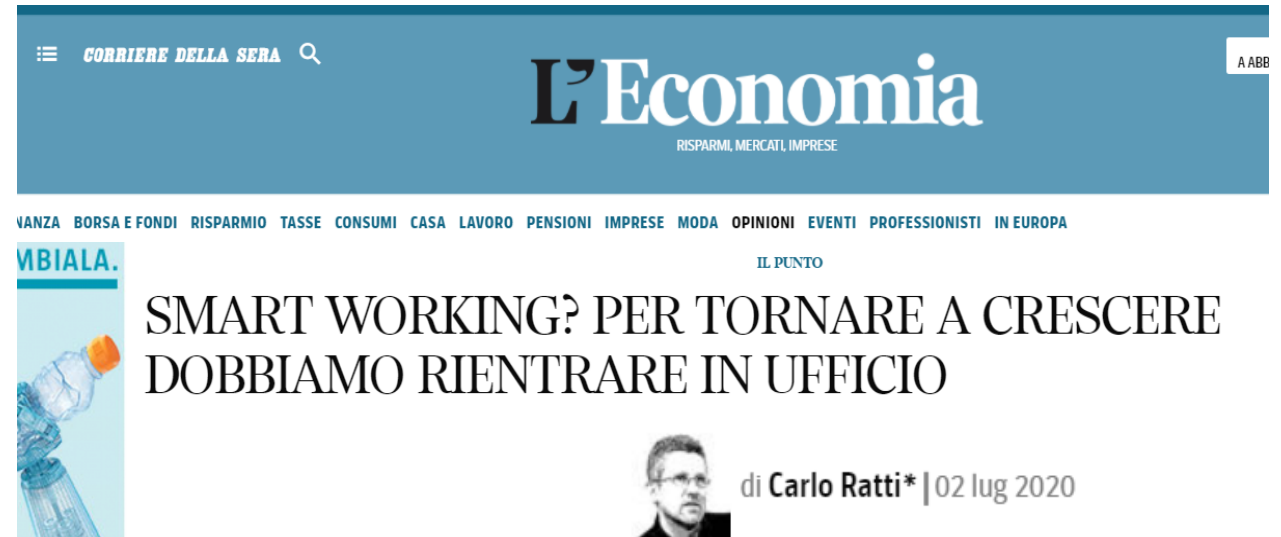 CORRIERE DELLA SERA
L'Economia
A ABB
RISPARMI, MERCATI, IMPRESE
NANZA BORSA E FONDI RISPARMIO TASSE CONSUMI CASA LAVORO PENSIONI IMPRESE MODA OPINIONI EVENTI PROFESSIONISTI IN EUROPA
MBIALA.
IL PUNTO
SMART WORKING? PER TORNARE A CRESCERE
DOBBIAMO RIENTRARE IN UFFICIO
di Carlo Ratti* | 02 lug 2020